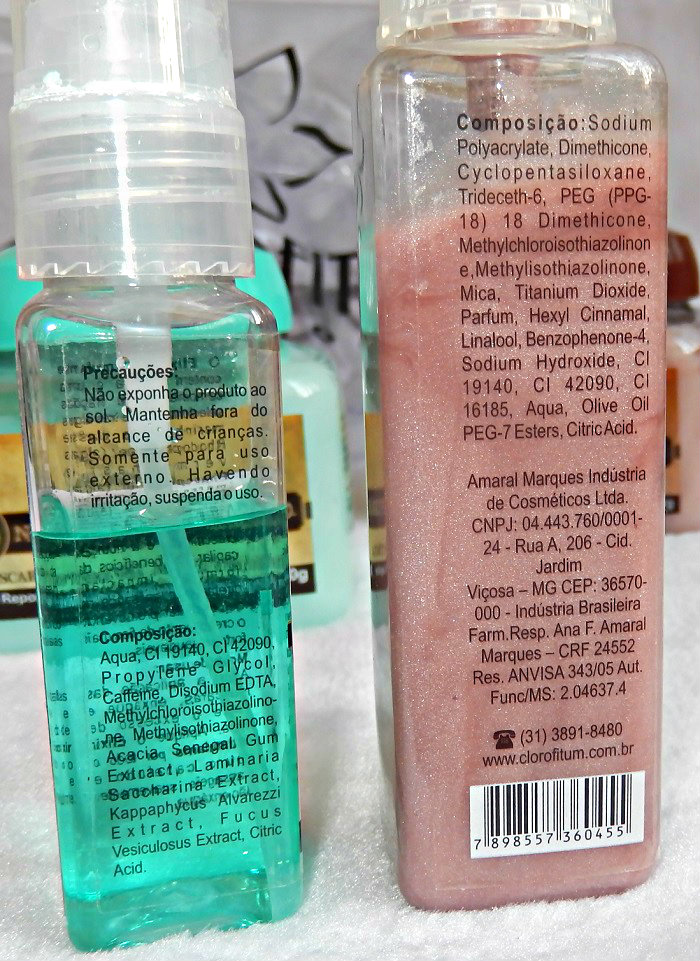 Precauções:
Não exponha o produto ao
sol. Mantenha fora do
alcance de crianças.
Somente para uso
externo. Havendo
irritação, suspenda o uso.
Composição:
Aqua, CI 19140, CI 42090,
Propylene Glycol,
Caffeine, Disodium EDTA,
Methylchloroisothiazolino-
ne, Methylisothiazolinone,
Acacia Senegal Gum
Extract, Laminaria
Saccharina Extract,
Kappaphycus Alvarezzi
Extract, Fucus
Vesiculosus Extract, Citric
Acid.
Composição:Sodium
Polyacrylate, Dimethicone,
Cyclopentasiloxane,
Trideceth-6, PEG (PPG-
18) 18 Dimethicone,
Methylchloroisothiazolinon
e,Methylisothiazolinone,
Mica, Titanium Dioxide,
Parfum, Hexyl Cinnamal,
Linalool, Benzophenone-4,
Sodium Hydroxide, CI
19140, CI 42090, CI
16185, Aqua, Olive Oil
PEG-7 Esters, Citric Acid.
Amaral Marques Indústria
de Cosméticos Ltda.
CNPJ: 04.443.760/0001-
24 - Rua A, 206 - Cid.
Jardim
Viçosa – MG CEP: 36570-
000 - Indústria Brasileira
Farm.Resp. Ana F. Amaral
Marques – CRF 24552
Res. ANVISA 343/05 Aut.
Func/MS: 2.04637.4
(31) 3891-8480
www.clorofitum.com.br
7 898557 360455